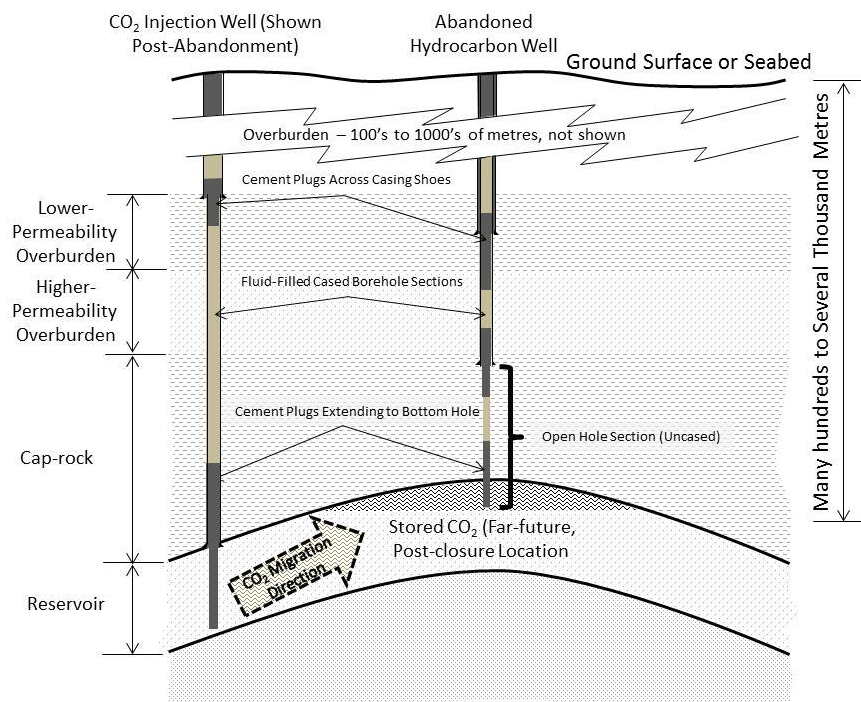 CO₂ Injection Well (Shown
Post-Abandonment)
Abandoned
Hydrocarbon Well
Ground Surface or Seabed
Overburden – 100's to 1000's of metres, not shown
Cement Plugs Across Casing Shoes
Lower-
Permeability
Overburden
Higher-
Permeability
Overburden
Fluid-Filled Cased Borehole Sections
Many hundreds to Several Thousand Metres
Cement Plugs Extending to Bottom Hole
Open Hole Section (Uncased)
Cap-rock
Stored CO₂ (Far-future,
Post-closure Location
CO₂ Migration
Direction
Reservoir